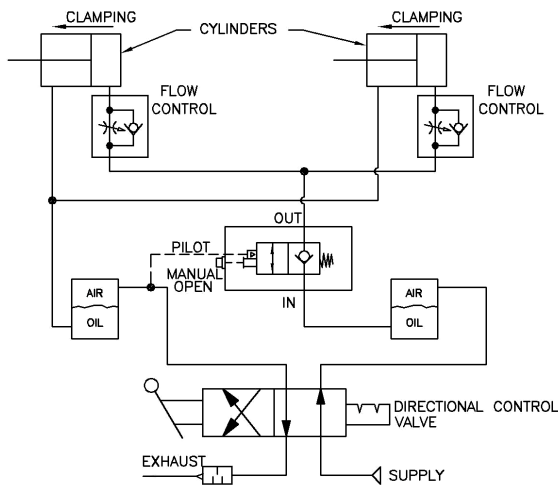 CLAMPING
CYLINDERS
CLAMPING
FLOW
CONTROL
FLOW
CONTROL
OUT
PILOT
MANUAL
OPEN
IN
AIR
OIL
AIR
OIL
DIRECTIONAL CONTROL
VALVE
EXHAUST
SUPPLY